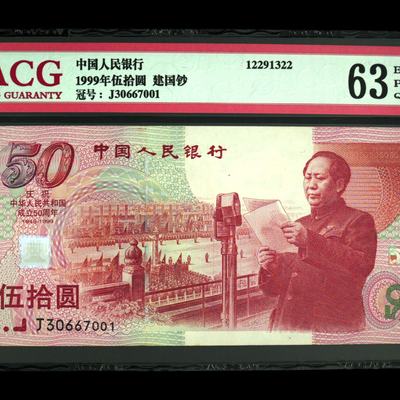 ACG
GUARANTY
中国人民银行
1999年伍拾圆 建国钞
冠号：J30667001
12291322
63
E
50
中国人民银行
庆祝
中华人民共和国
成立50周年
1949-1999
伍拾圆
J30667001